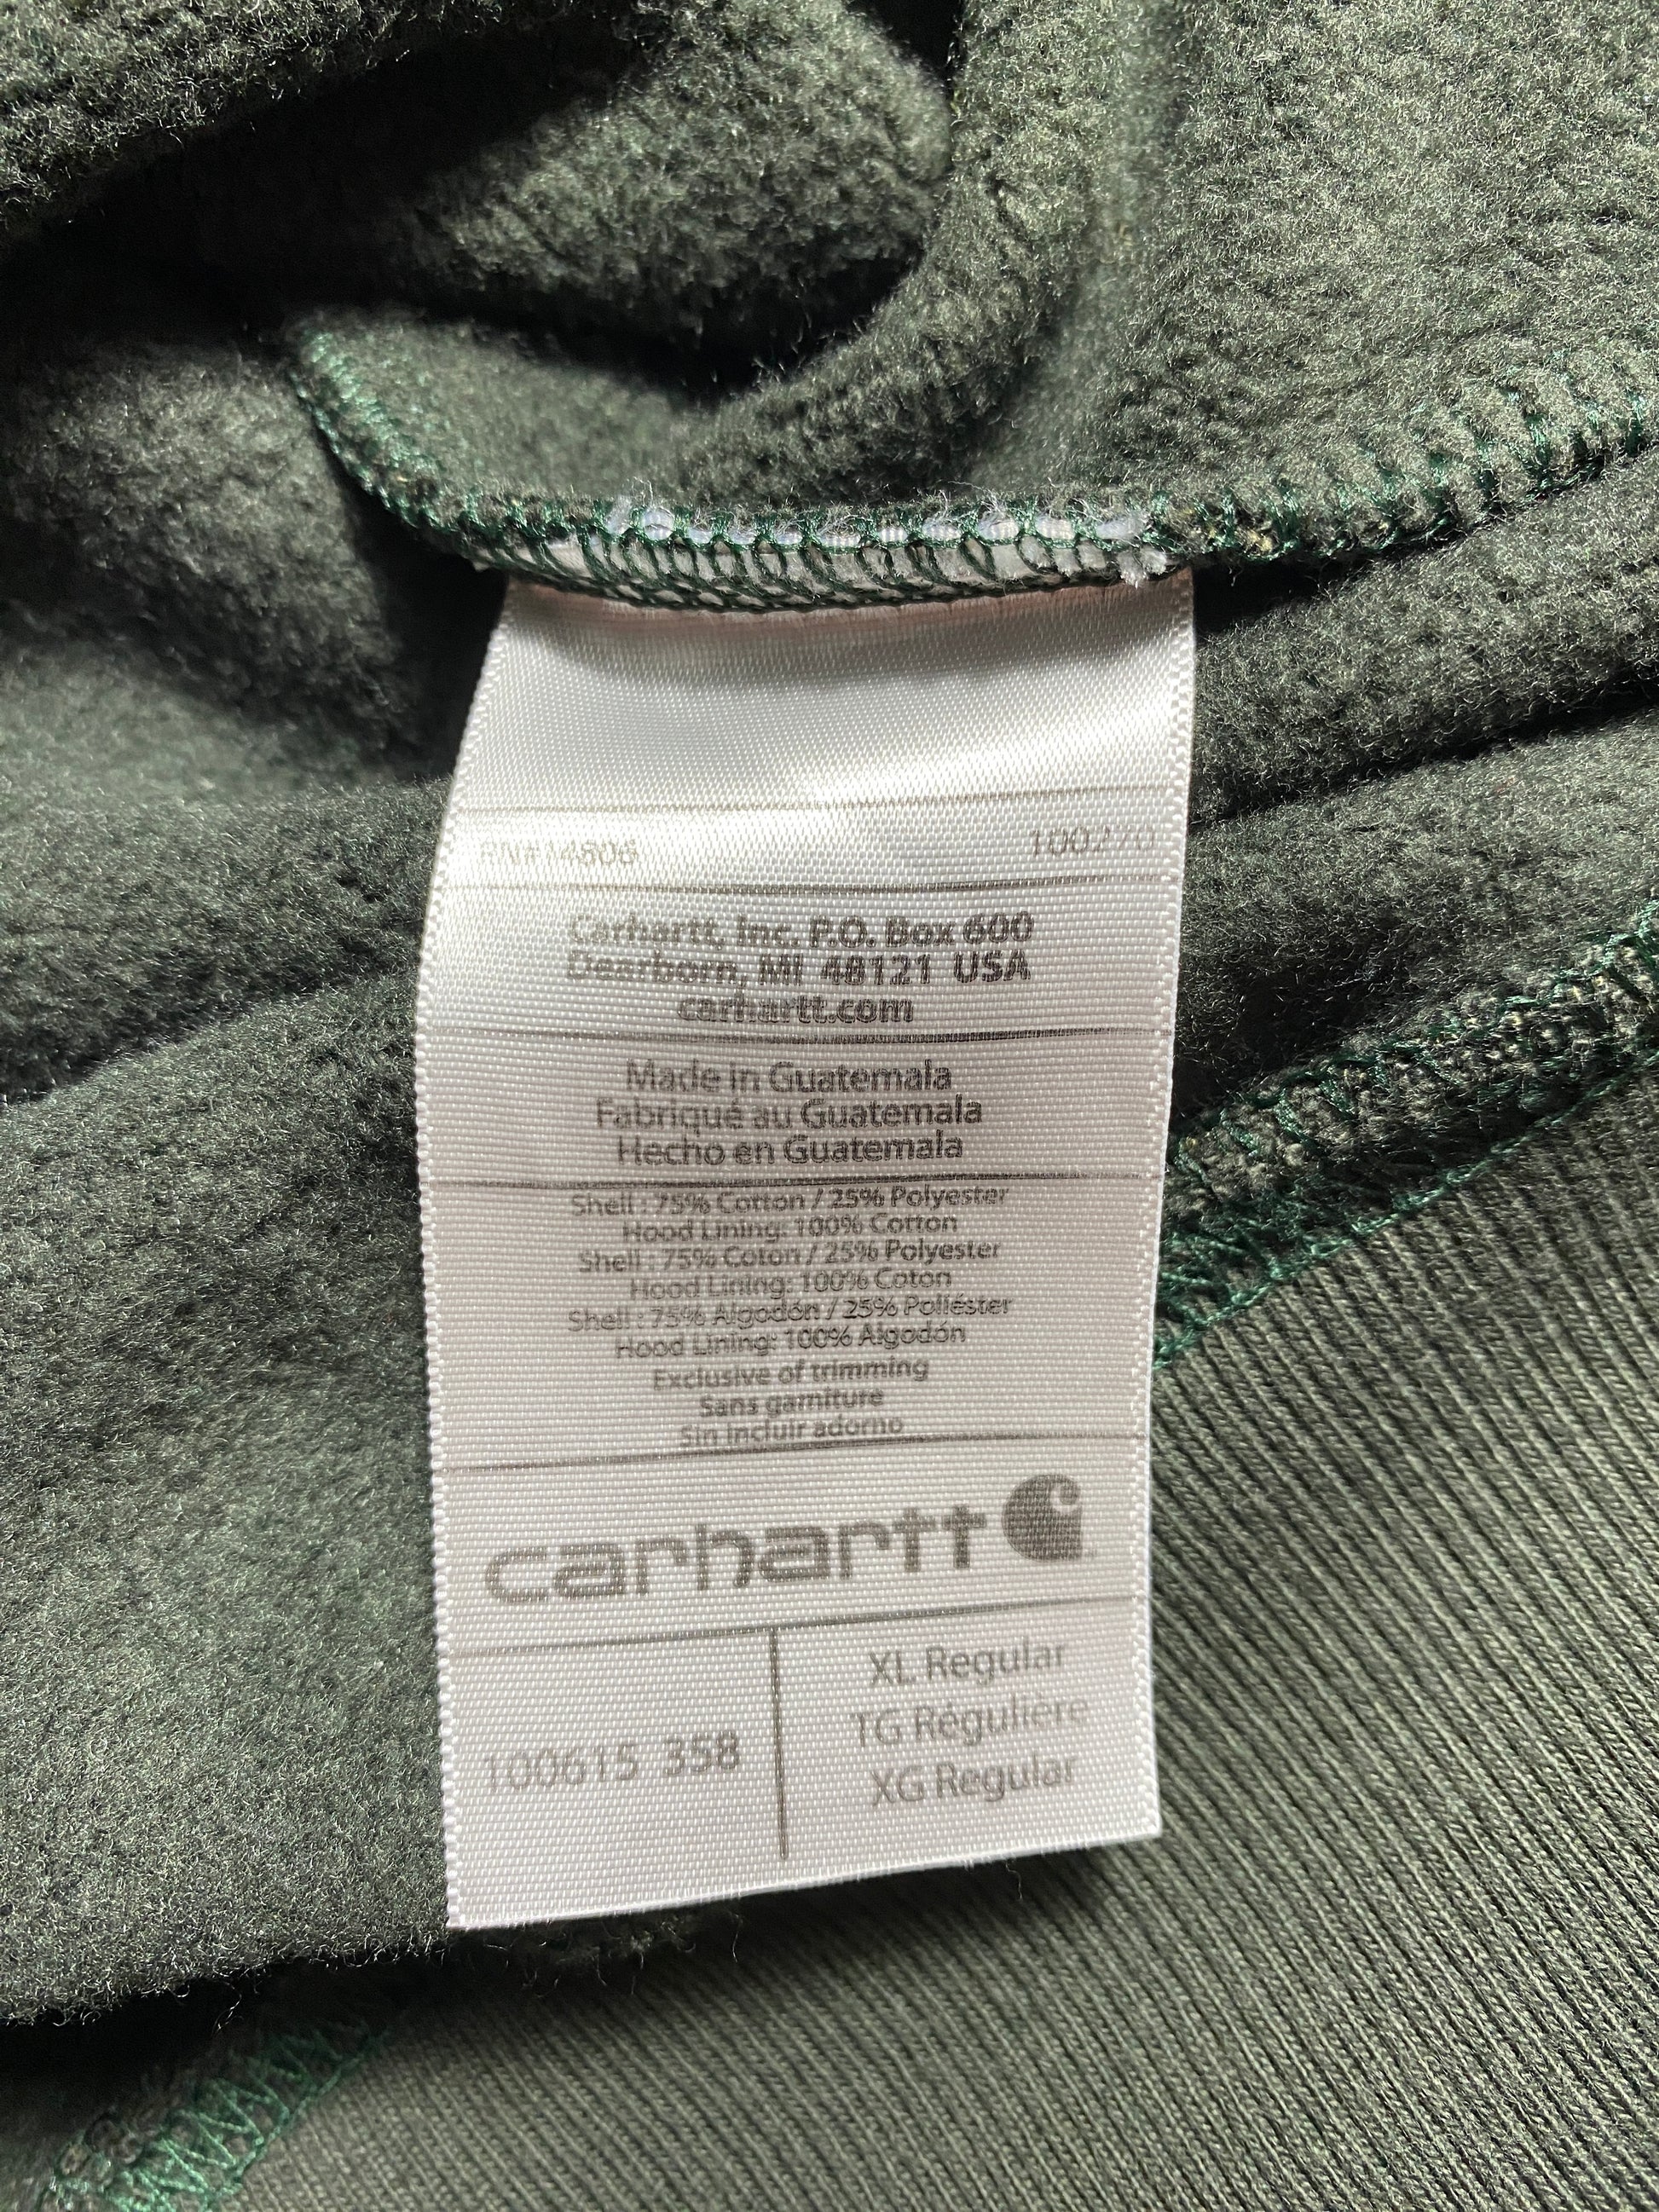 RN#14806 100270
Carhartt, Inc. P.O. Box 600
Dearborn, MI 48121 USA
carhartt.com
Made in Guatemala
Fabriqué au Guatemala
Hecho en Guatemala
Shell : 75% Cotton / 25% Polyester
Hood Lining: 100% Cotton
Shell : 75% Coton / 25% Polyester
Hood Lining: 100% Coton
Shell : 75% Algodón / 25% Poliéster
Hood Lining: 100% Algodón
Exclusive of trimming
Sans garniture
Sin incluir adorno
carhartt
100615 358
XL Regular
TG Régulière
XG Regular